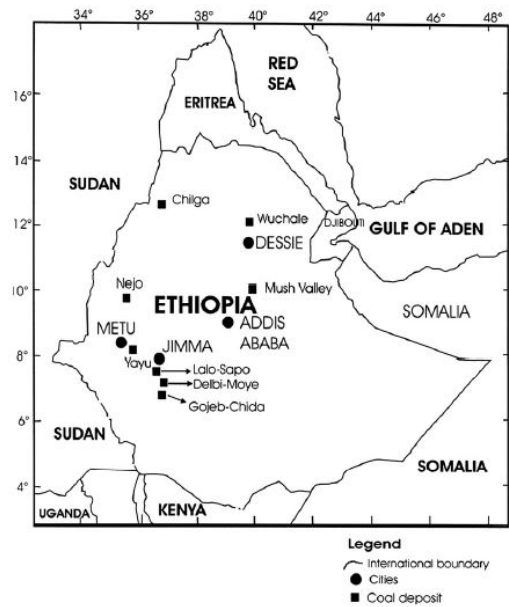 34° 36° 38° 40° 42° 44° 46° 48°
RED
SEA
16°
ERITREA
14°
SUDAN
Chilga
Wuchale
DJIBOUTI
12°
GULF OF ADEN
DESSIE
Nejo
Mush Valley
10°
ETHIOPIA
SOMALIA
METU
ADDIS
ABABA
8°
JIMMA
Yayu
Lalo-Sapo
Delbi-Moye
Gojeb-Chida
6°
SUDAN
SOMALIA
4°
UGANDA
KENYA
Legend
International boundary
Cities
Coal deposit